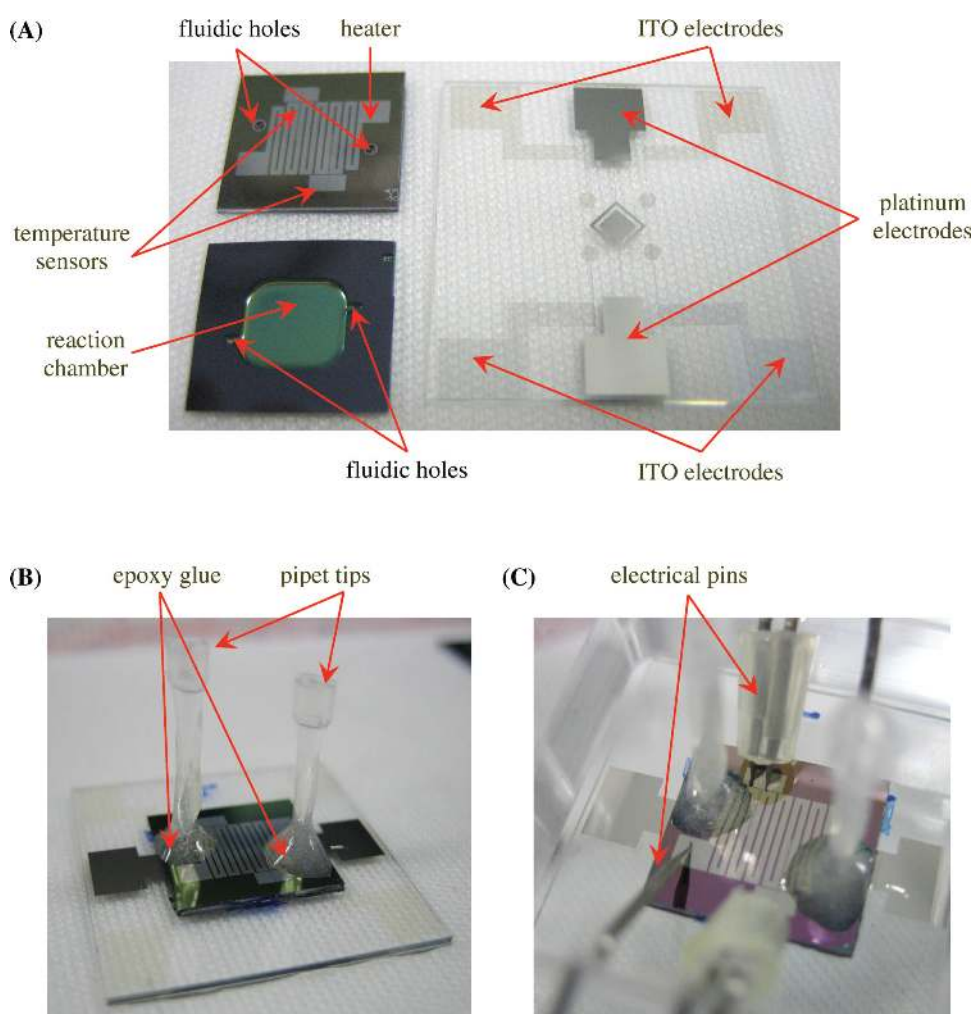 (A)
fluidic holes
heater
ITO electrodes
temperature
sensors
platinum
electrodes
reaction
chamber
fluidic holes
ITO electrodes
(B)
epoxy glue
pipet tips
(C)
electrical pins